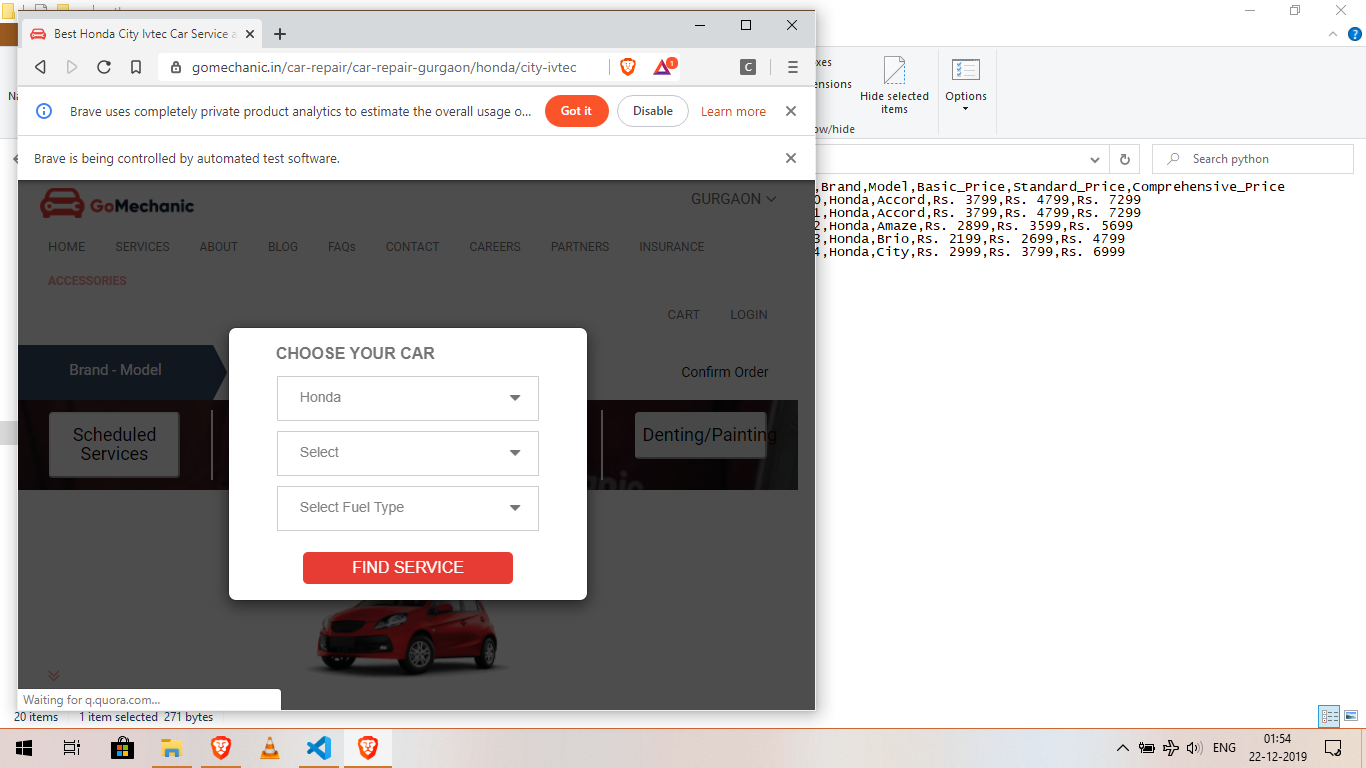 Best Honda City Ivtec Car Service a
gomechanic.in/car-repair/car-repair-gurgaon/honda/city-ivtec
1
C
Brave uses completely private product analytics to estimate the overall usage o...
Got it
Disable
Learn more
Brave is being controlled by automated test software.
GoMechanic
GURGAON
HOME
SERVICES
ABOUT
BLOG
FAQs
CONTACT
CAREERS
PARTNERS
INSURANCE
ACCESSORIES
CART
LOGIN
Brand - Model
Confirm Order
Scheduled
Services
Denting/Painting
CHOOSE YOUR CAR
Honda
Select
Select Fuel Type
FIND SERVICE
Waiting for q.quora.com...
Hide selected
items
Options
Search python
,Brand,Model,Basic_Price,Standard_Price,Comprehensive_Price
0,Honda,Accord,Rs. 3799,Rs. 4799,Rs. 7299
1,Honda,Accord,Rs. 3799,Rs. 4799,Rs. 7299
2,Honda,Amaze,Rs. 2899,Rs. 3599,Rs. 5699
3,Honda,Brio,Rs. 2199,Rs. 2699,Rs. 4799
4,Honda,City,Rs. 2999,Rs. 3799,Rs. 6999
20 items
1 item selected 271 bytes
ENG
01:54
22-12-2019